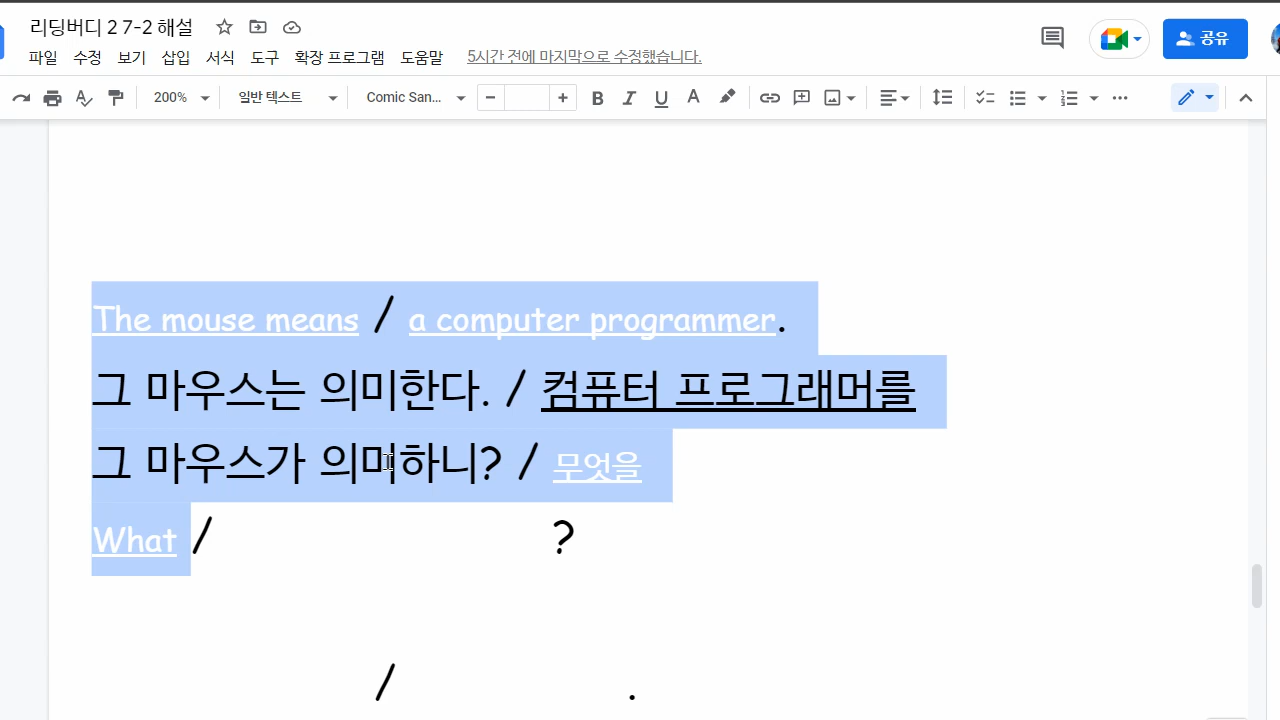 리딩버디 2 7-2 해설
파일 수정 보기 삽입 서식 도구 확장 프로그램 도움말 5시간 전에 마지막으로 수정했습니다.
공유
200% 일반 텍스트 Comic San... − + B I U A
The mouse means / a computer programmer.
그 마우스는 의미한다. / 컴퓨터 프로그래머를
그 마우스가 의미하니? / 무엇을
What / ?
/ .